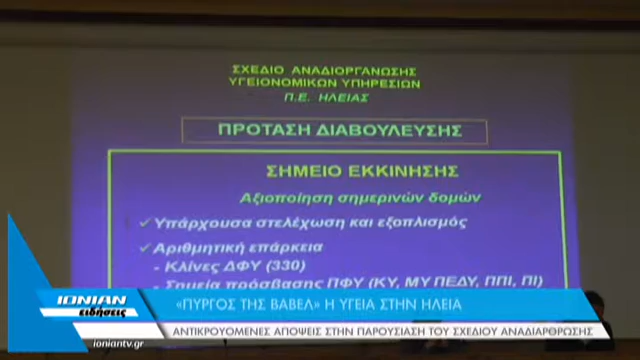 ΣΧΕΔΙΟ ΑΝΑΔΙΟΡΓΑΝΩΣΗΣ
ΥΓΕΙΟΝΟΜΙΚΩΝ ΥΠΗΡΕΣΙΩΝ
Π.Ε. ΗΛΕΙΑΣ
ΠΡΟΤΑΣΗ ΔΙΑΒΟΥΛΕΥΣΗΣ
ΣΗΜΕΙΟ ΕΚΚΙΝΗΣΗΣ
Αξιοποίηση σημερινών δομών
✓ Υπάρχουσα στελέχωση και εξοπλισμός
✓ Αριθμητική επάρκεια
- Κλίνες ΔΦΥ (330)
- Σημεία πρόσβασης ΠΦΥ (ΚΥ, ΜΥ ΠΕΔΥ, ΠΠΙ, ΠΙ)
IONIAN
ειδήσεις
«ΠΥΡΓΟΣ ΤΗΣ ΒΑΒΕΛ» Η ΥΓΕΙΑ ΣΤΗΝ ΗΛΕΙΑ
ΑΝΤΙΚΡΟΥΟΜΕΝΕΣ ΑΠΟΨΕΙΣ ΣΤΗΝ ΠΑΡΟΥΣΙΑΣΗ ΤΟΥ ΣΧΕΔΙΟΥ ΑΝΑΔΙΑΡΘΡΩΣΗΣ
ioniantv.gr